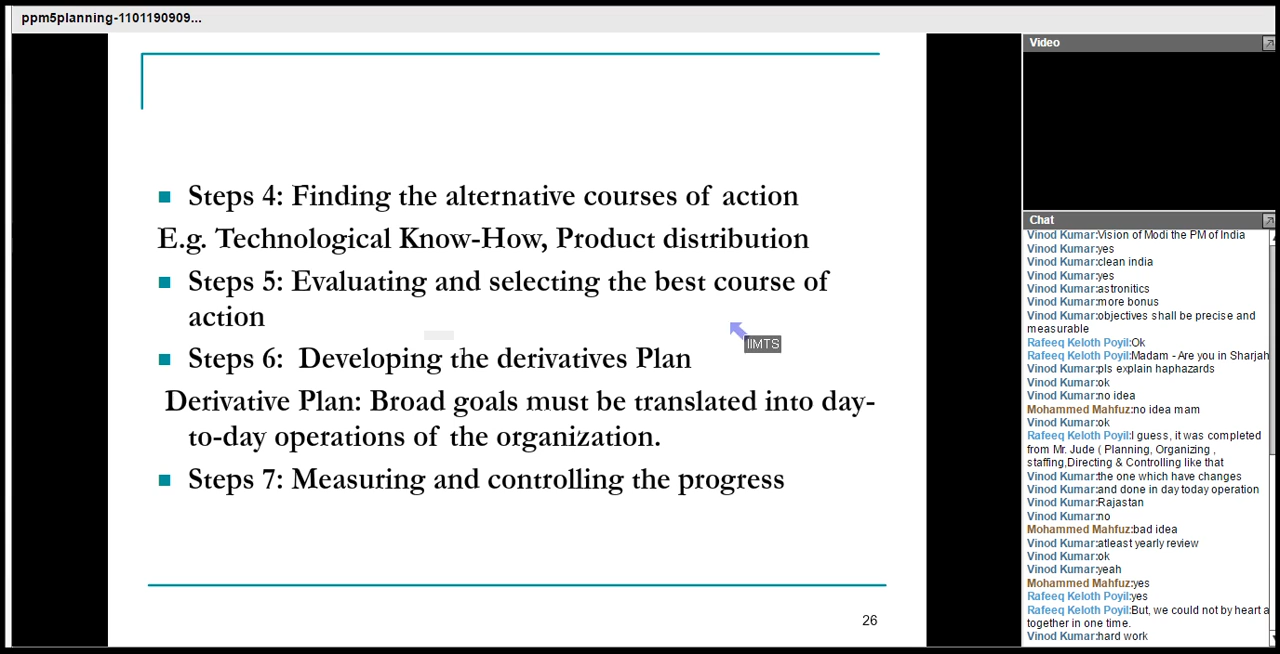 ppm5planning-1101190909...
Steps 4: Finding the alternative courses of action
E.g. Technological Know-How, Product distribution
Steps 5: Evaluating and selecting the best course of
action
Steps 6: Developing the derivatives Plan
Derivative Plan: Broad goals must be translated into day-
to-day operations of the organization.
Steps 7: Measuring and controlling the progress
IIMTS
26
Video
Chat
Vinod Kumar:Vision of Modi the PM of India
Vinod Kumar:yes
Vinod Kumar:clean india
Vinod Kumar:yes
Vinod Kumar:astronitics
Vinod Kumar:more bonus
Vinod Kumar:objectives shall be precise and
measurable
Rafeeq Keloth Poyil:Ok
Rafeeq Keloth Poyil:Madam - Are you in Sharjah
Vinod Kumar:pls explain haphazards
Vinod Kumar:ok
Vinod Kumar:no idea
Mohammed Mahfuz:no idea mam
Vinod Kumar:ok
Rafeeq Keloth Poyil:I guess, it was completed
from Mr. Jude ( Planning, Organizing ,
staffing,Directing & Controlling like that
Vinod Kumar:the one which have changes
Vinod Kumar:and done in day today operation
Vinod Kumar:Rajastan
Vinod Kumar:no
Mohammed Mahfuz:bad idea
Vinod Kumar:atleast yearly review
Vinod Kumar:ok
Vinod Kumar:yeah
Mohammed Mahfuz:yes
Rafeeq Keloth Poyil:yes
Rafeeq Keloth Poyil:But, we could not by heart a
together in one time.
Vinod Kumar:hard work